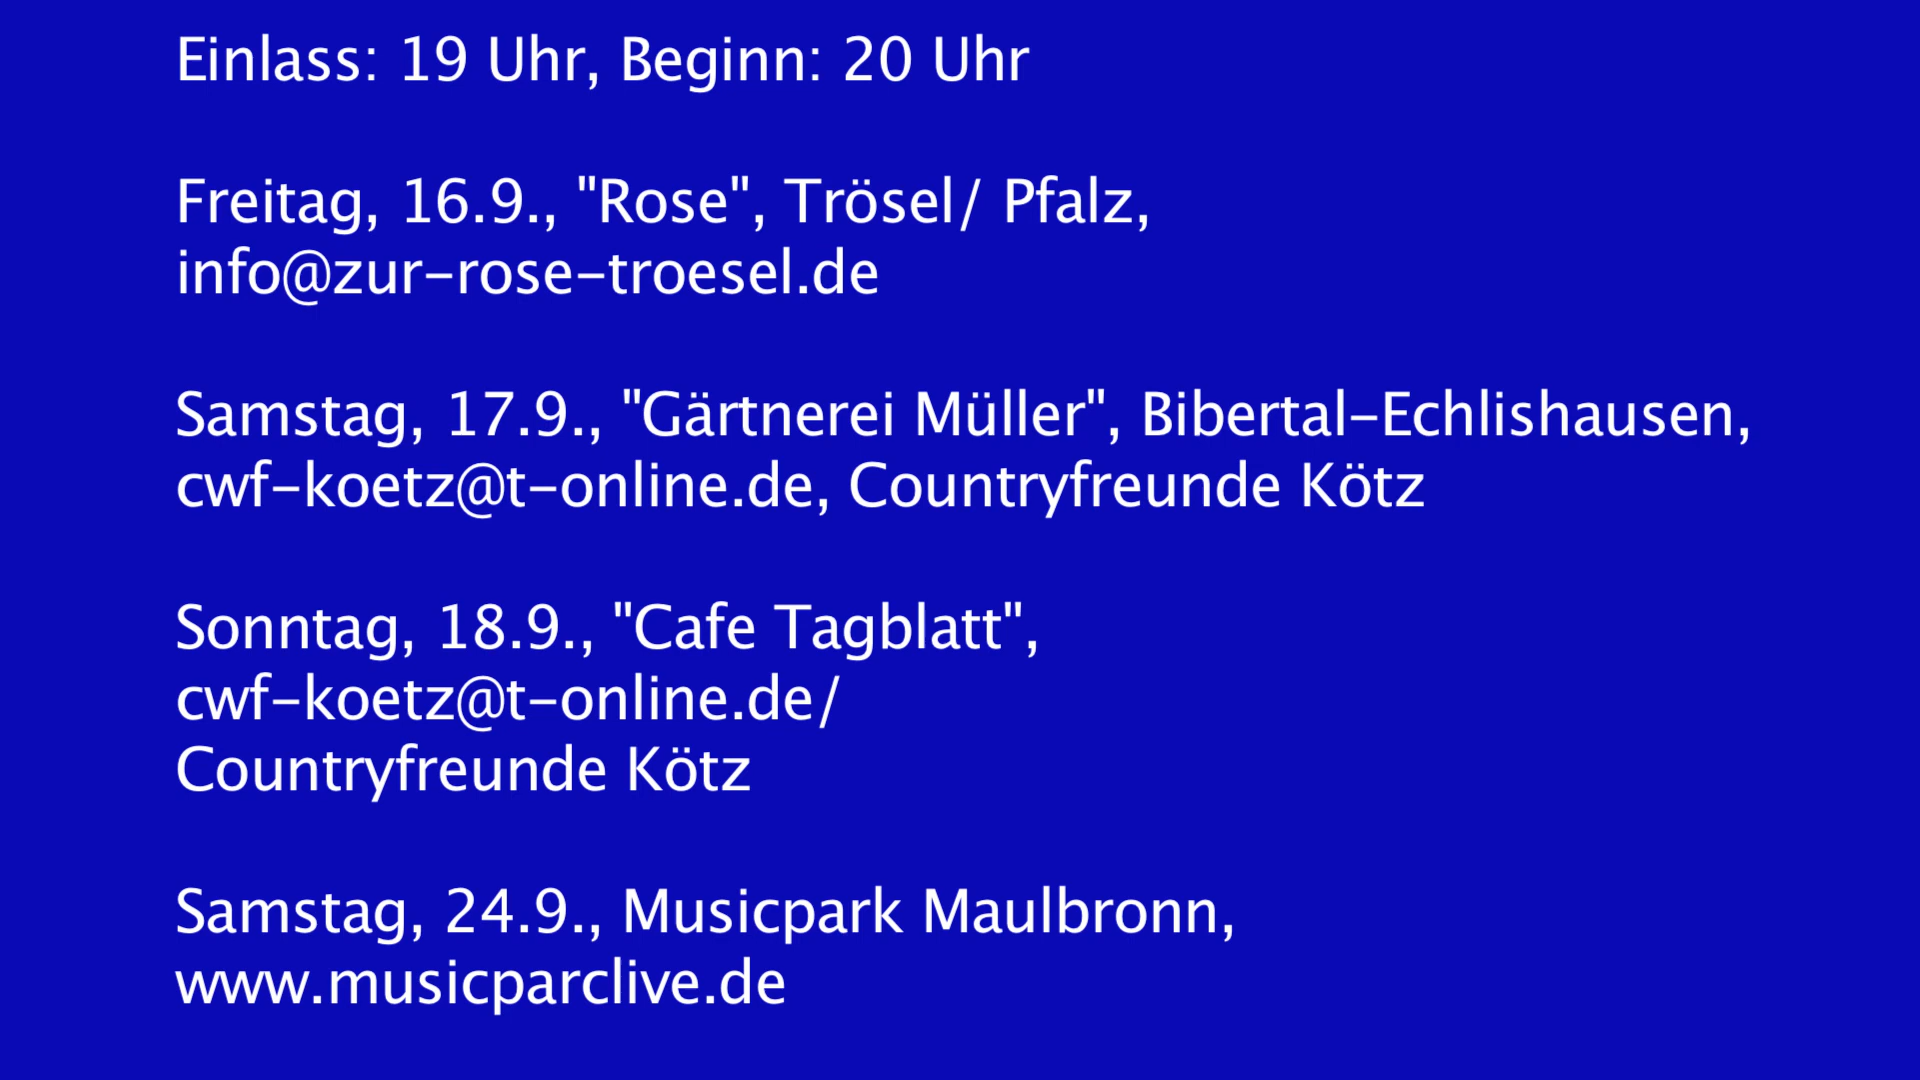 Einlass: 19 Uhr, Beginn: 20 Uhr
Freitag, 16.9., "Rose", Trösel/ Pfalz,
info@zur-rose-troesel.de
Samstag, 17.9., "Gärtnerei Müller", Bibertal-Echlishausen,
cwf-koetz@t-online.de, Countryfreunde Kötz
Sonntag, 18.9., "Cafe Tagblatt",
cwf-koetz@t-online.de/
Countryfreunde Kötz
Samstag, 24.9., Musicpark Maulbronn,
www.musicparclive.de